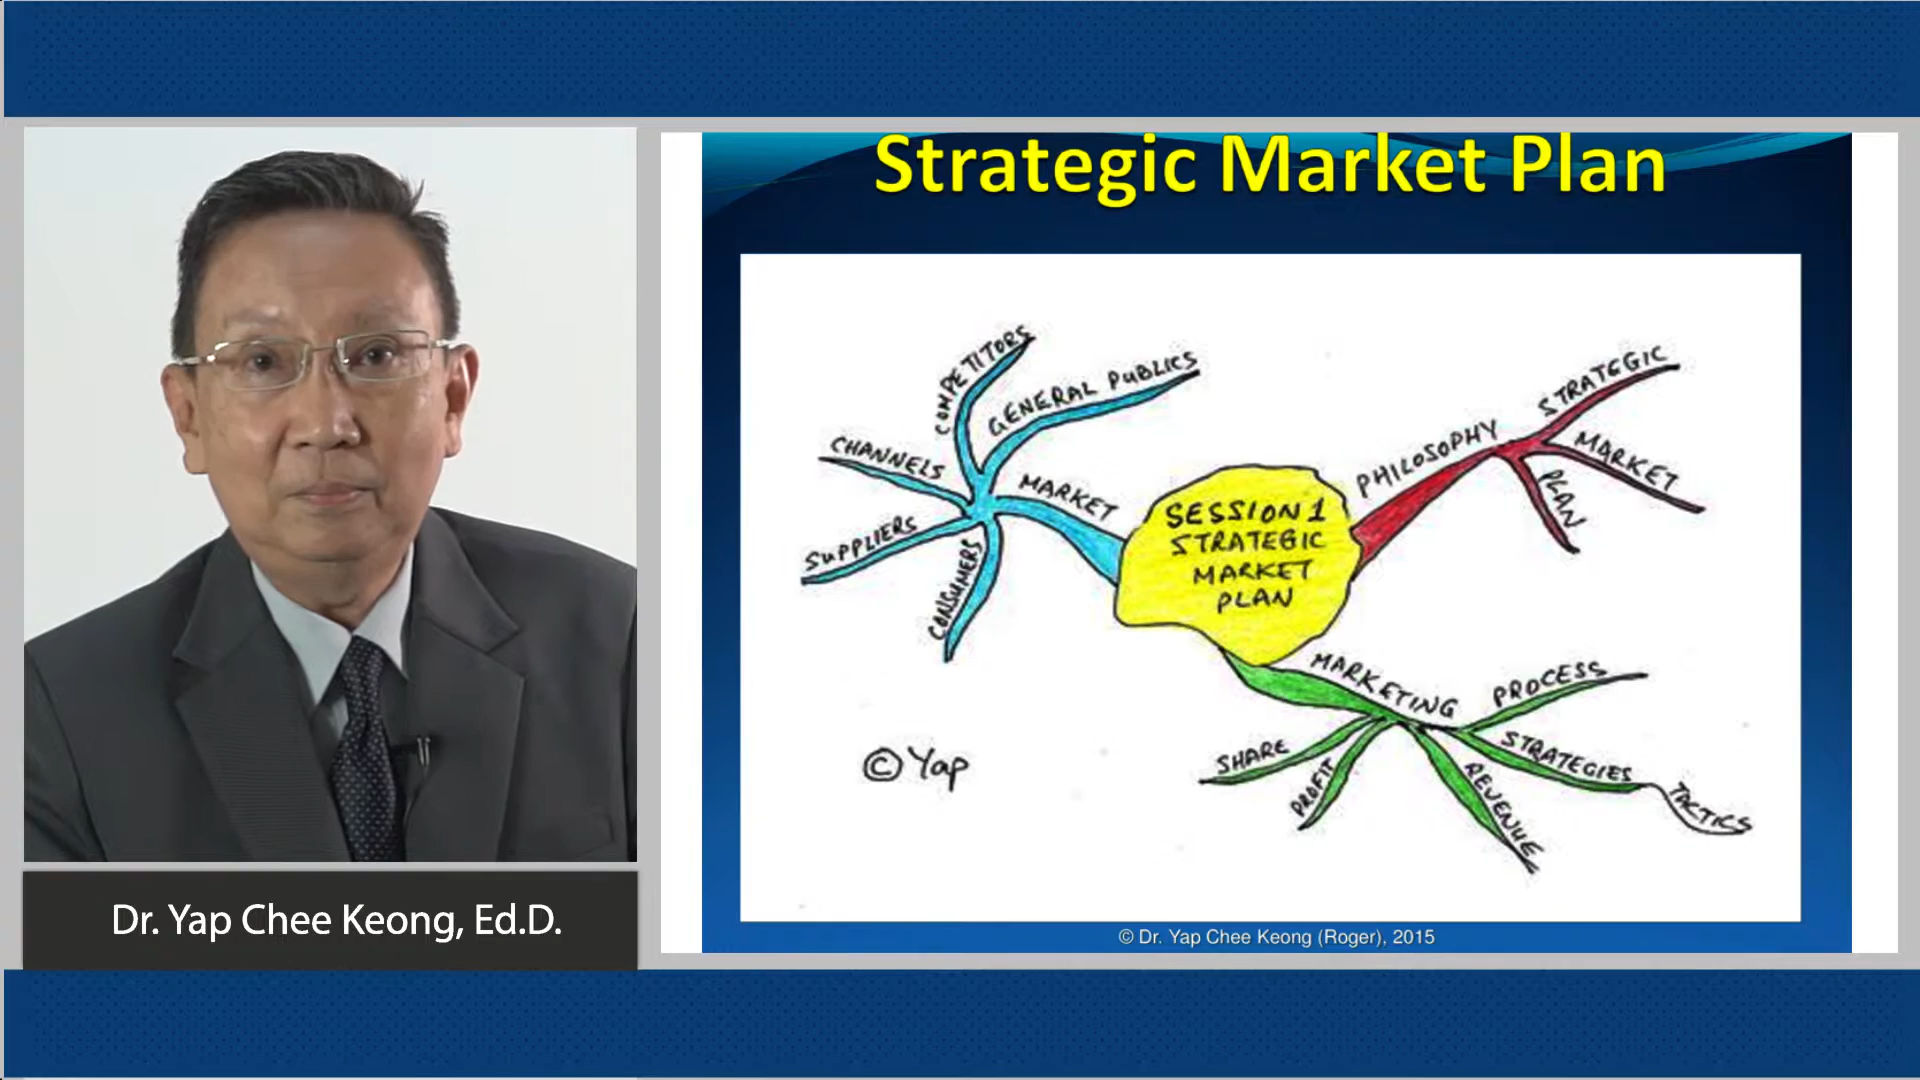 Strategic Market Plan
COMPETITORS
GENERAL PUBLICS
CHANNELS
MARKET
SUPPLIERS
CONSUMERS
SESSION 1
STRATEGIC
MARKET
PLAN
PHILOSOPHY
STRATEGIC
MARKET
PLAN
MARKETING
PROCESS
STRATEGIES
TACTICS
REVENUE
PROFIT
SHARE
© Yap
© Dr. Yap Chee Keong (Roger), 2015
Dr. Yap Chee Keong, Ed.D.